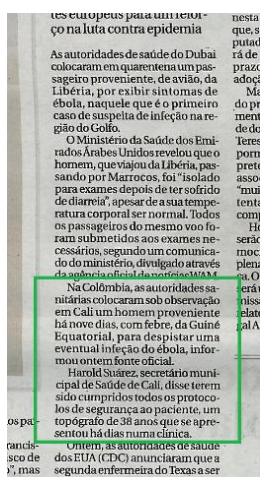 tes europeus para um refor-
ço na luta contra epidemia
As autoridades de saúde do Dubai
colocaram em quarentena um pas-
sageiro proveniente, de avião, da
Libéria, por exibir sintomas de
ébola, naquele que é o primeiro
caso de suspeita de infeção na re-
gião do Golfo.
O Ministério da Saúde dos Emi-
rados Árabes Unidos revelou que o
homem, que viajou da Libéria, pas-
sando por Marrocos, foi “isolado
para exames depois de ter sofrido
de diarreia”, apesar de a sua tempe-
ratura corporal ser normal. Todos
os passageiros do mesmo voo fo-
ram submetidos aos exames ne-
cessários, segundo um comunica-
do do ministério, divulgado através
da agência oficial de notícias WAM.
Na Colômbia, as autoridades sa-
nitárias colocaram sob observação
em Cali um homem proveniente
há nove dias, com febre, da Guiné
Equatorial, para despistar uma
eventual infeção do ébola, infor-
mou ontem fonte oficial.
Harold Suárez, secretário muni-
cipal de Saúde de Cali, disse terem
sido cumpridos todos os protoco-
los de segurança ao paciente, um
topógrafo de 38 anos que se apre-
sentou há dias numa clínica.
Ontem, as autoridades de saúde
dos EUA (CDC) anunciaram que a
segunda enfermeira do Texas a ser